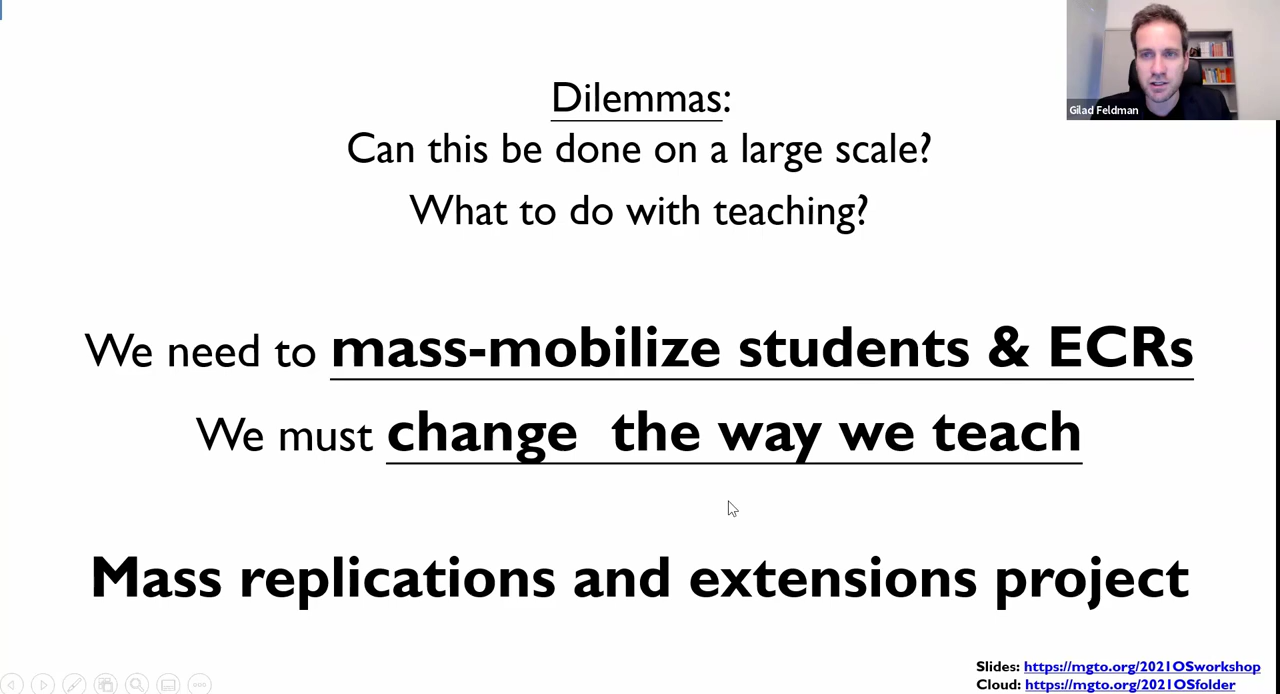 Dilemmas:
Can this be done on a large scale?
What to do with teaching?
Gilad Feldman
We need to mass-mobilize students & ECRs
We must change  the way we teach
Mass replications and extensions project
Slides: https://mgto.org/2021OSworkshop
Cloud: https://mgto.org/2021OSfolder